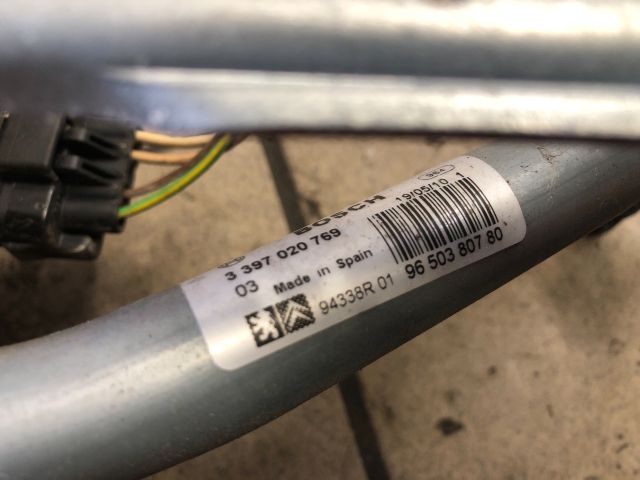 BOSCH
3 397 020 769
03 Made in Spain
94338R 01
19/05/10 1
96 503 807 80